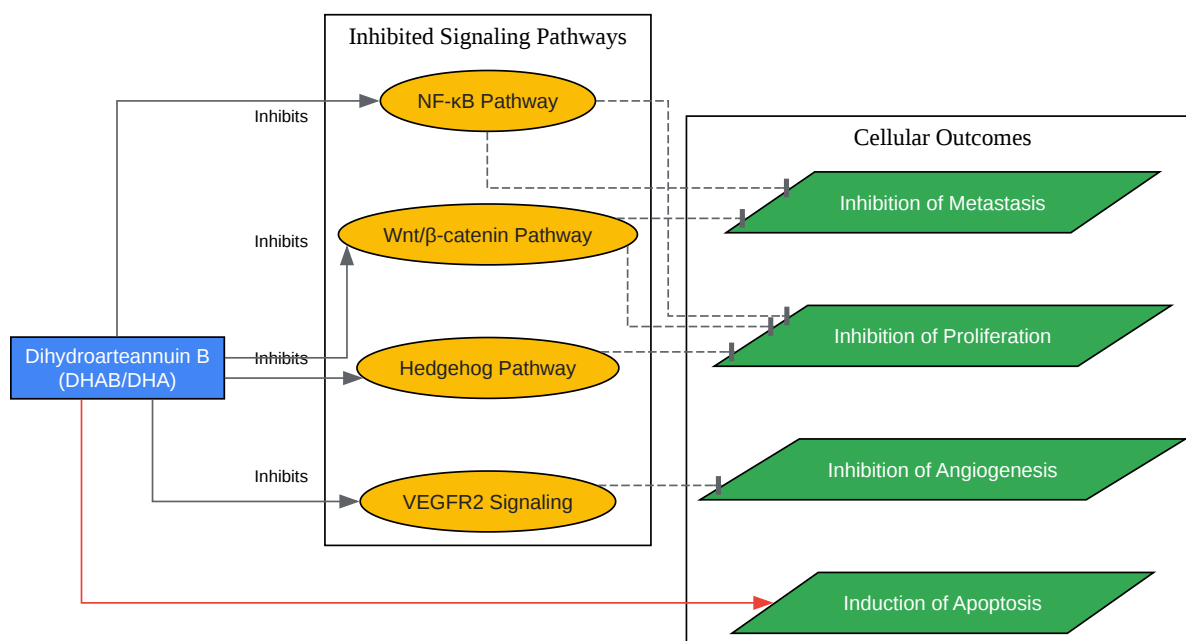 Inhibited Signaling Pathways
NF-κB Pathway
Inhibits
Cellular Outcomes
Inhibition of Metastasis
Wnt/β-catenin Pathway
Inhibits
Inhibition of Proliferation
Dihydroarteannuin B
(DHAB/DHA)
Inhibits
Hedgehog Pathway
Inhibition of Angiogenesis
Inhibits
VEGFR2 Signaling
Induction of Apoptosis